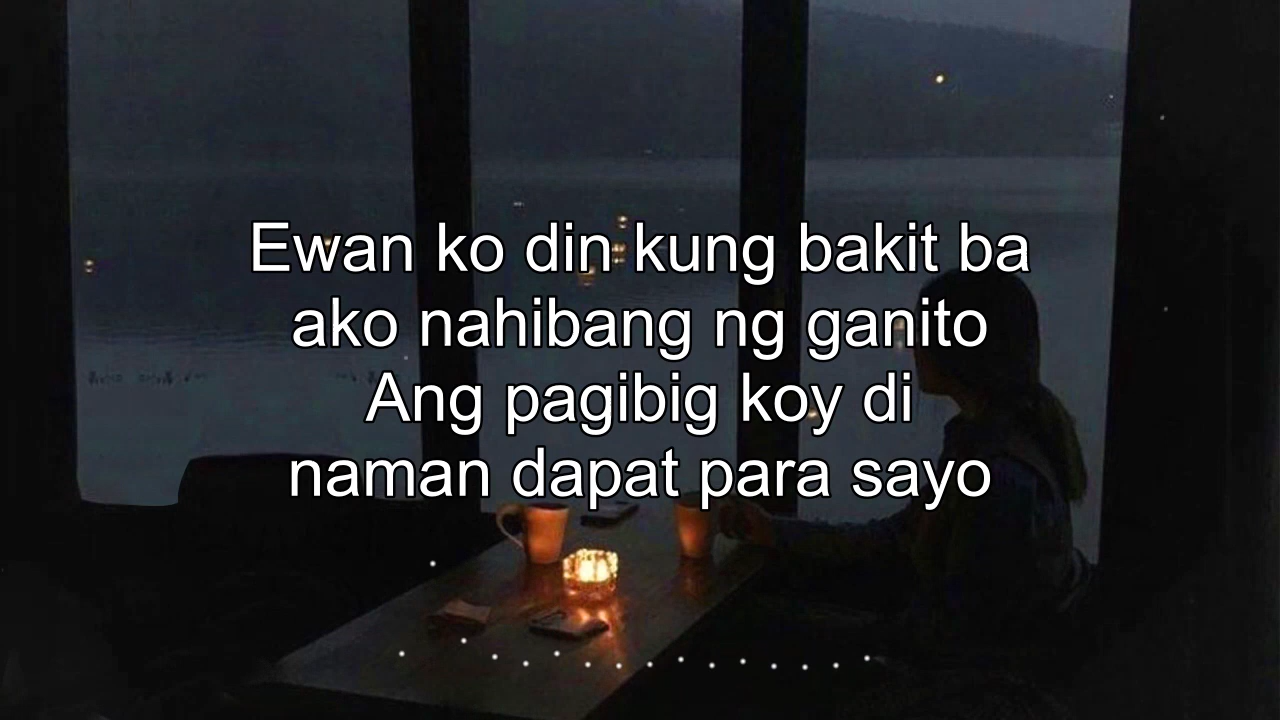 Ewan ko din kung bakit ba
ako nahibang ng ganito
Ang pagibig koy di
naman dapat para sayo